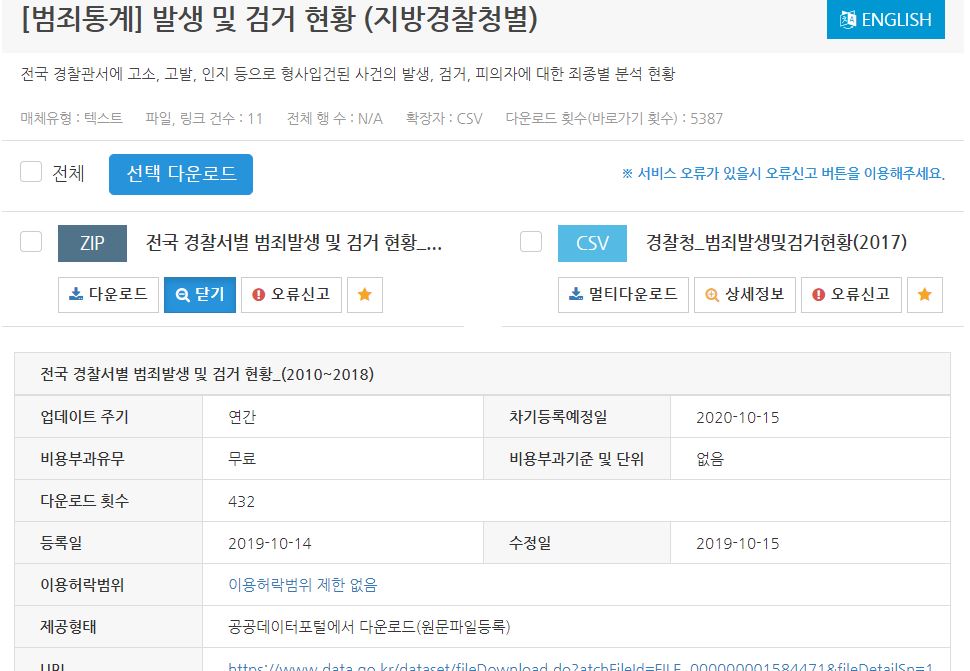 [범죄통계] 발생 및 검거 현황 (지방경찰청별)
ENGLISH
전국 경찰관서에 고소, 고발, 인지 등으로 형사입건된 사건의 발생, 검거, 피의자에 대한 죄종별 분석 현황
매체유형 : 텍스트 파일, 링크 건수 : 11 전체 행 수 : N/A 확장자 : CSV 다운로드 횟수(바로가기 횟수) : 5387
전체 선택 다운로드 ※ 서비스 오류가 있을시 오류신고 버튼을 이용해주세요.
ZIP 전국 경찰서별 범죄발생 및 검거 현황_...
다운로드 닫기 오류신고
CSV 경찰청_범죄발생및검거현황(2017)
멀티다운로드 상세정보 오류신고
전국 경찰서별 범죄발생 및 검거 현황_(2010~2018)
업데이트 주기 연간 차기등록예정일 2020-10-15
비용부과유무 무료 비용부과기준 및 단위 없음
다운로드 횟수 432
등록일 2019-10-14 수정일 2019-10-15
이용허락범위 이용허락범위 제한 없음
제공형태 공공데이터포털에서 다운로드(원문파일등록)
URL https://www.data.go.kr/dataset/fileDownload.do?atchFileId=FILE_000000001584471&fileDetailSn=1